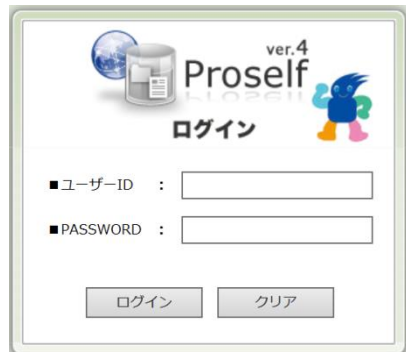 ver.4
Proself
ログイン
■ユーザーID :
■PASSWORD :
ログイン クリア